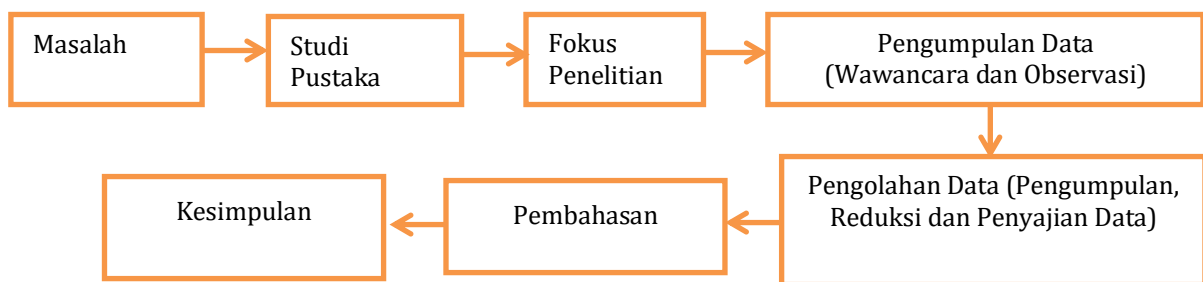 Masalah
Studi
Pustaka
Fokus
Penelitian
Pengumpulan Data
(Wawancara dan Observasi)
Pengolahan Data (Pengumpulan,
Reduksi dan Penyajian Data)
Pembahasan
Kesimpulan